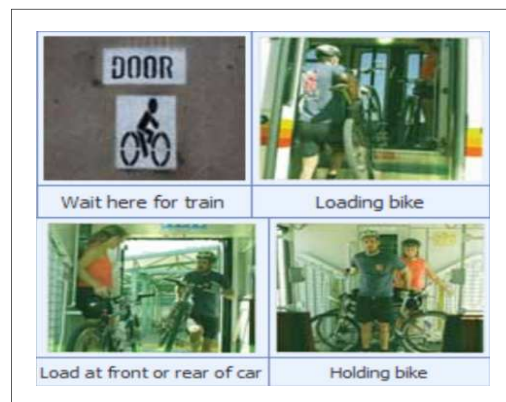 DOOR
Wait here for train
Loading bike
Load at front or rear of car
Holding bike